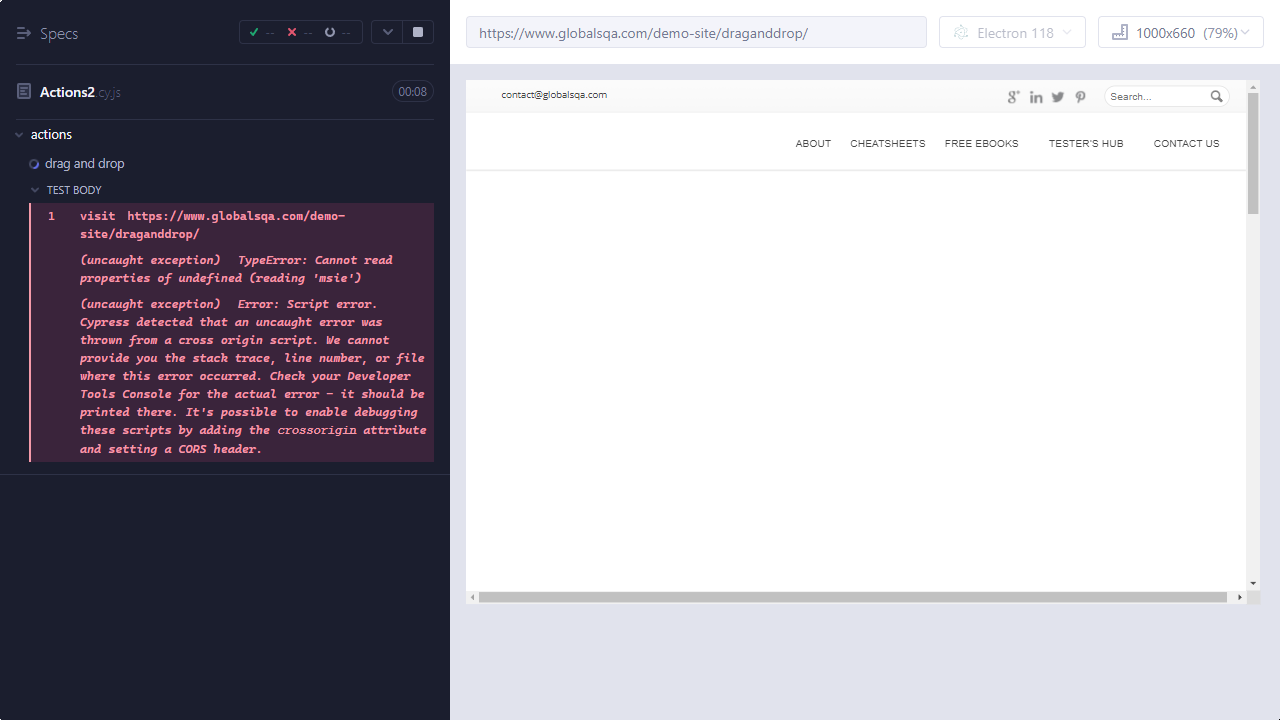 Specs
-- -- --
Actions2 cy.js
00:08
actions
drag and drop
TEST BODY
1 visit https://www.globalsqa.com/demo-
site/draganddrop/
(uncaught exception) TypeError: Cannot read
properties of undefined (reading 'msie')
(uncaught exception) Error: Script error.
Cypress detected that an uncaught error was
thrown from a cross origin script. We cannot
provide you the stack trace, line number, or file
where this error occurred. Check your Developer
Tools Console for the actual error - it should be
printed there. It's possible to enable debugging
these scripts by adding the crossorigin attribute
and setting a CORS header.
https://www.globalsqa.com/demo-site/draganddrop/
Electron 118
1000x660 (79%)
contact@globalsqa.com
Search...
ABOUT CHEATSHEETS FREE EBOOKS TESTER'S HUB CONTACT US